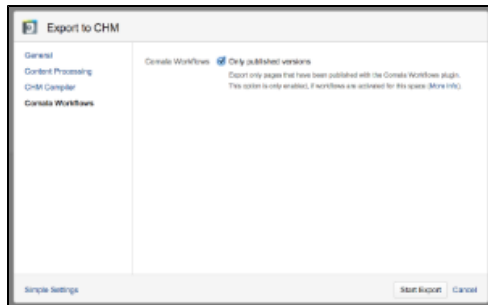 Export to CHM
General
Content Processing
CHM Compiler
Comala Workflows
Comala Workflows Only published versions
Export only pages that have been published with the Comala Workflows plugin.
This option is only enabled, if workflows are activated for this space (More Info).
Simple Settings
Start Export Cancel